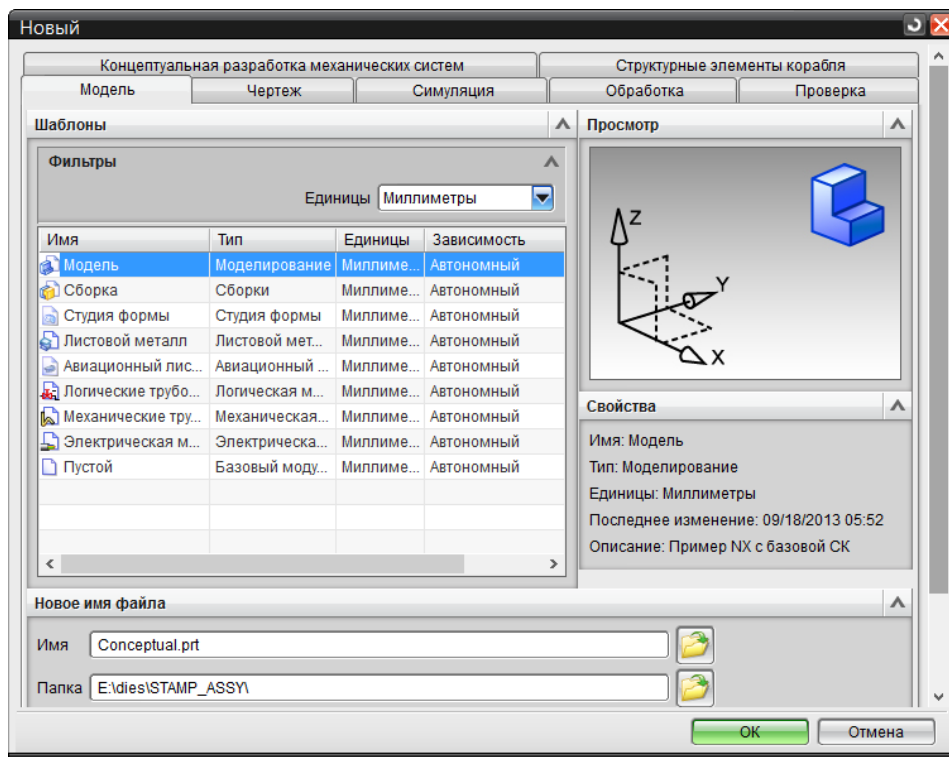 Новый
Концептуальная разработка механических систем Структурные элементы корабля
Модель Чертеж Симуляция Обработка Проверка
Шаблоны
Фильтры
Единицы Миллиметры
Имя Тип Единицы Зависимость
Модель Моделирование Миллиме... Автономный
Сборка Сборки Миллиме... Автономный
Студия формы Студия формы Миллиме... Автономный
Листовой металл Листовой мет... Миллиме... Автономный
Авиационный лис... Авиационный ... Миллиме... Автономный
Логические трубо... Логическая м... Миллиме... Автономный
Механические тру... Механическая... Миллиме... Автономный
Электрическая м... Электрическа... Миллиме... Автономный
Пустой Базовый моду... Миллиме... Автономный
Просмотр
Z
Y
X
Свойства
Имя: Модель
Тип: Моделирование
Единицы: Миллиметры
Последнее изменение: 09/18/2013 05:52
Описание: Пример NX с базовой СК
Новое имя файла
Имя Conceptual.prt
Папка E:\dies\STAMP_ASSY\
ОК Отмена